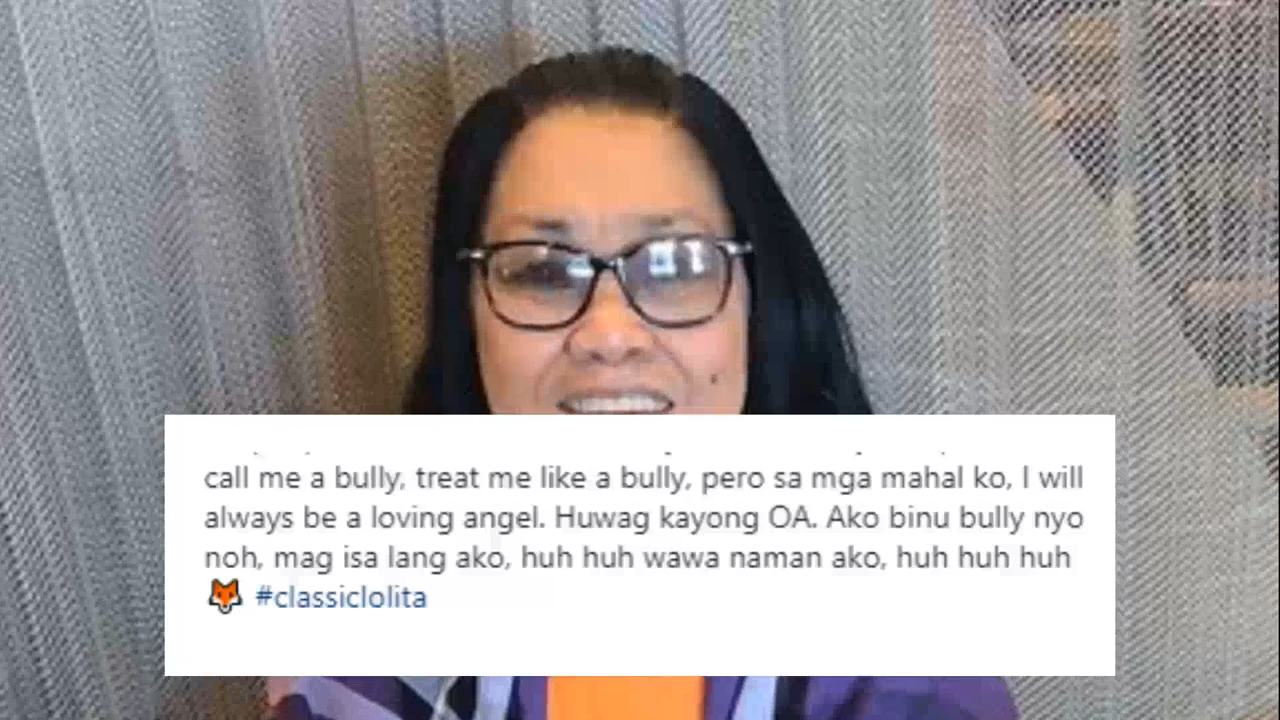 call me a bully, treat me like a bully, pero sa mga mahal ko, I will
always be a loving angel. Huwag kayong OA. Ako binu bully nyo
noh, mag isa lang ako, huh huh wawa naman ako, huh huh huh
🦊 #classiclolita